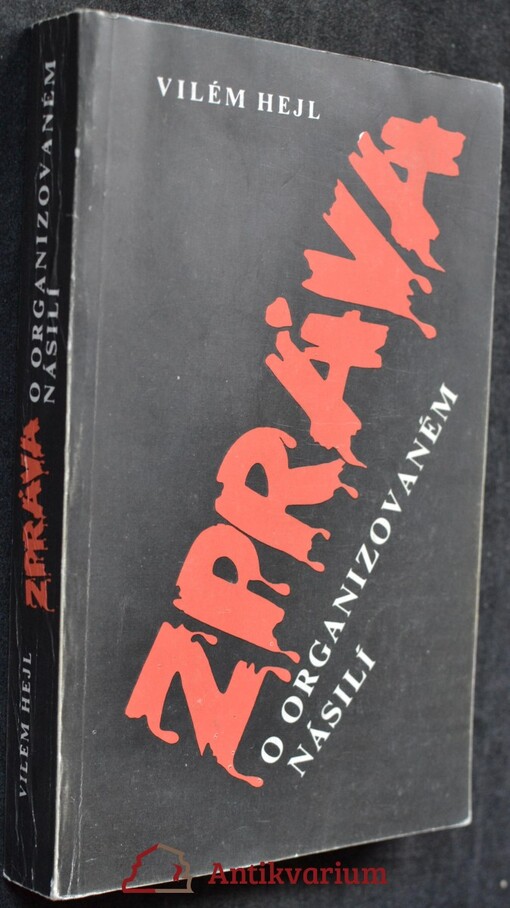 VILÉM HEJL
ZPRÁVA
O ORGANIZOVANÉM
NÁSILÍ
VILÉM HEJL
ZPRÁVA
O ORGANIZOVANÉM
NÁSILÍ
Antikvarium